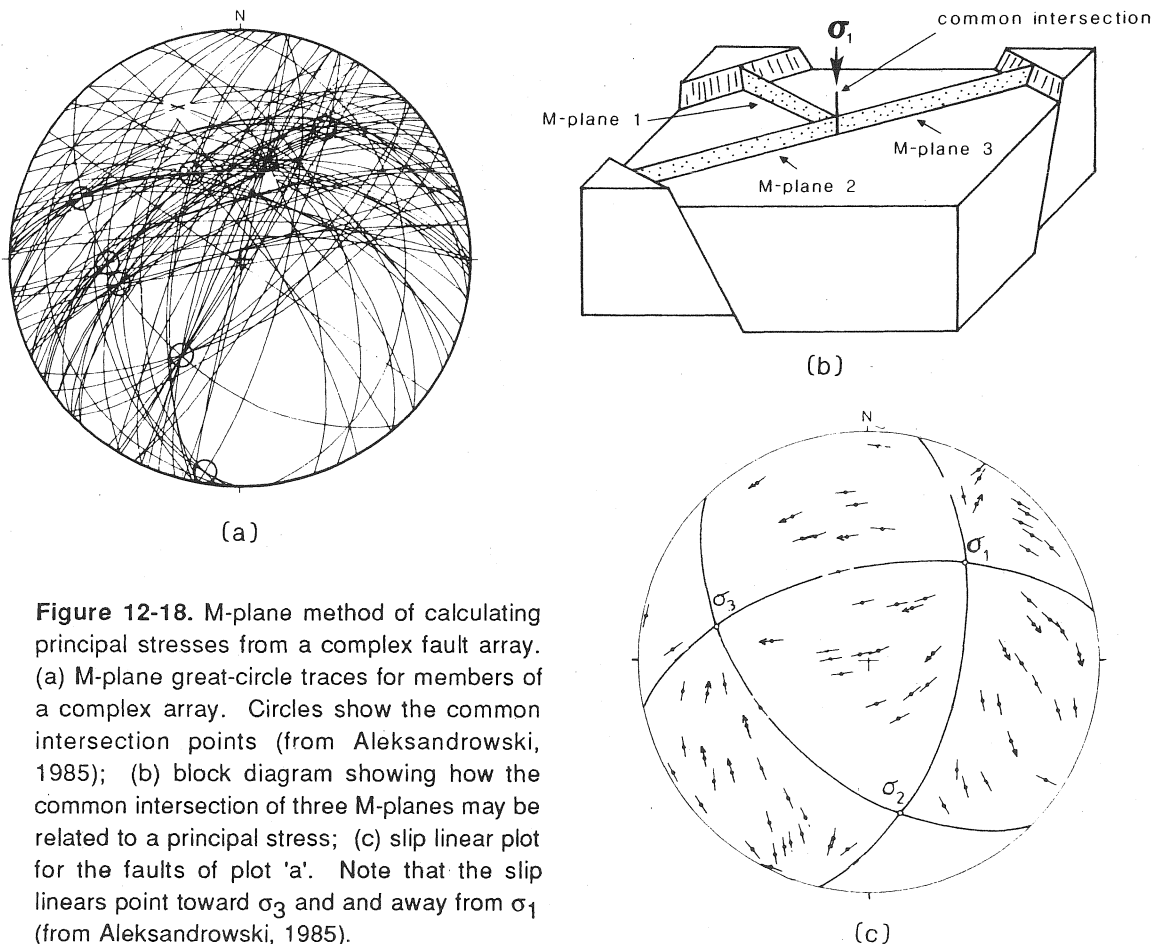 N
(a)
σ1
common intersection
M-plane 1
M-plane 2
M-plane 3
(b)
N
σ1
σ3
σ2
(c)
Figure 12-18. M-plane method of calculating
principal stresses from a complex fault array.
(a) M-plane great-circle traces for members of
a complex array. Circles show the common
intersection points (from Aleksandrowski,
1985); (b) block diagram showing how the
common intersection of three M-planes may be
related to a principal stress; (c) slip linear plot
for the faults of plot 'a'. Note that the slip
linears point toward σ3 and and away from σ1
(from Aleksandrowski, 1985).